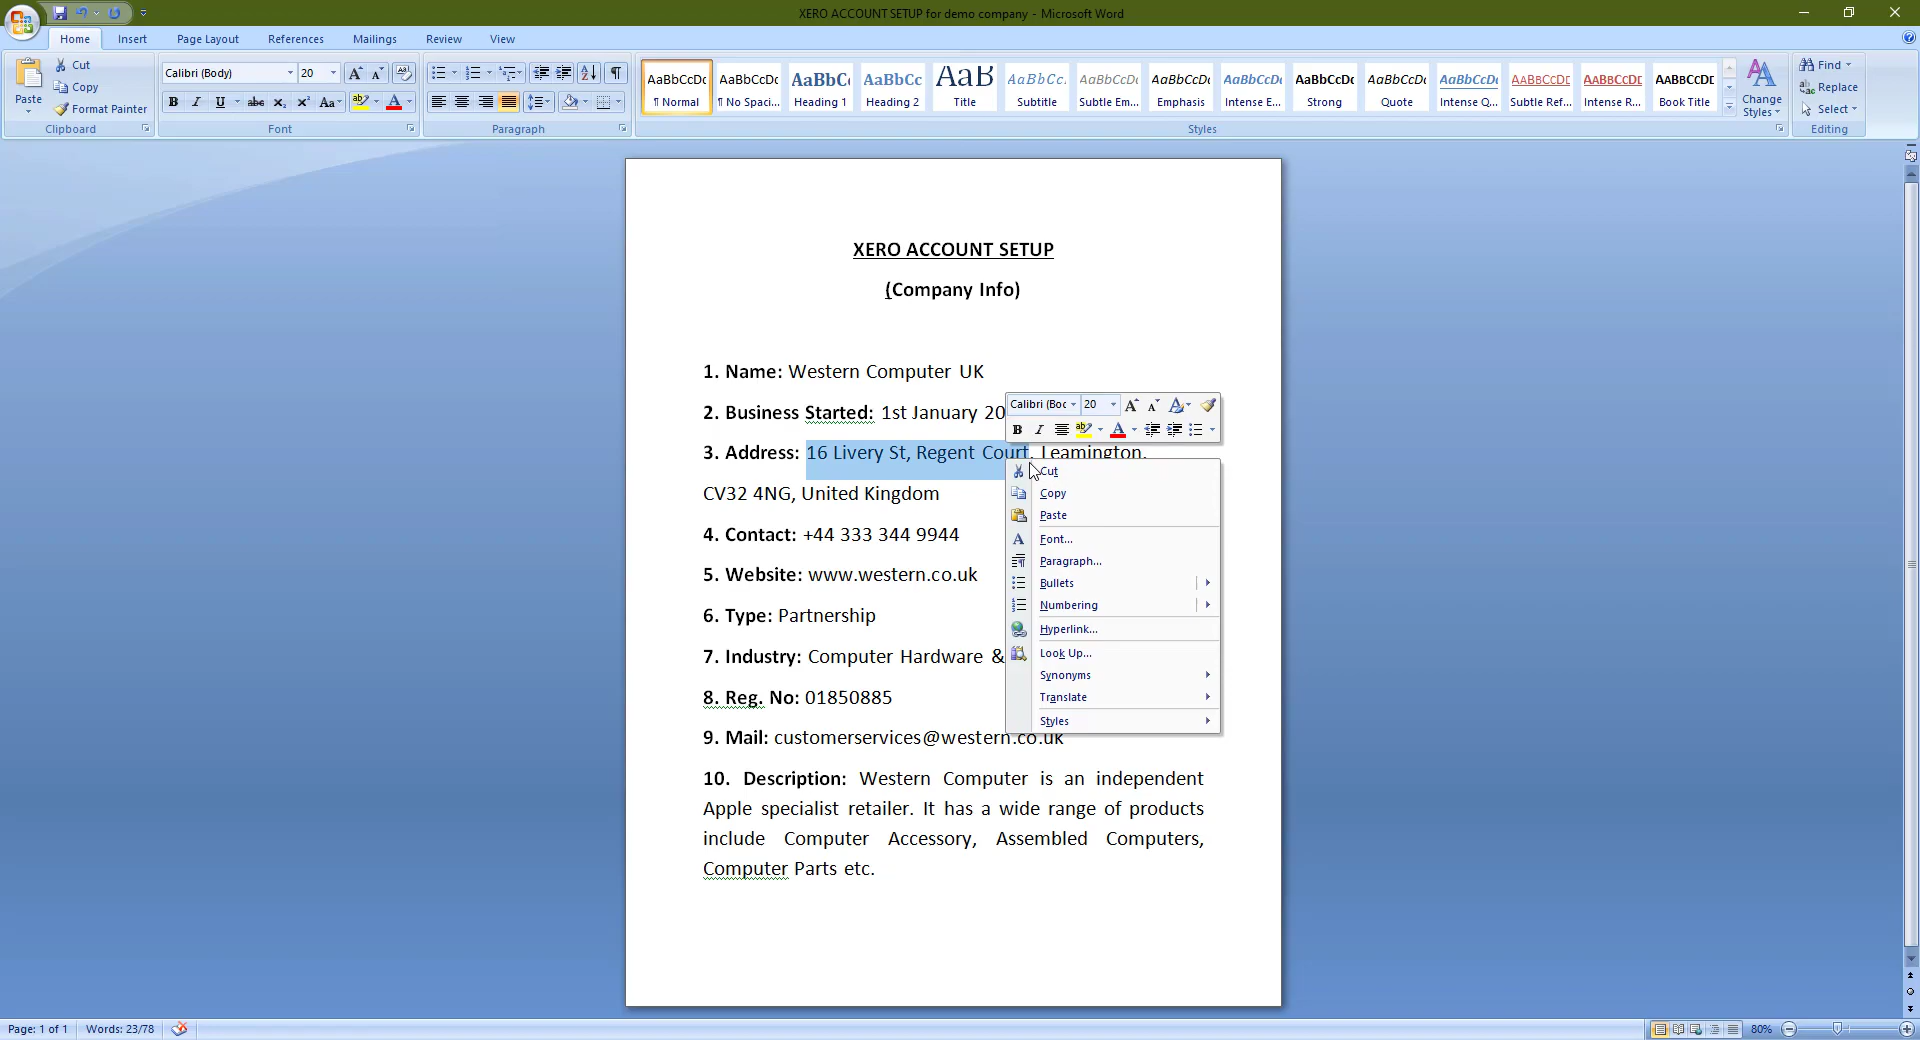 XERO ACCOUNT SETUP for demo company - Microsoft Word
Home Insert Page Layout References Mailings Review View
Paste
Cut
Copy
Format Painter
Clipboard
Calibri (Body) 20
Font
Paragraph
AaBbCcDc AaBbCcDc AaBbC AaBbCc AaB AaBbCc. AaBbCcDc AaBbCcDc AaBbCcDc AaBbCcDc AaBbCcDc AaBbCcDc AABBCCDE AABBCCDE AABBCCDE
¶ Normal ¶ No Spaci... Heading 1 Heading 2 Title Subtitle Subtle Em... Emphasis Intense E... Strong Quote Intense Q... Subtle Ref... Intense R... Book Title
Change Styles
Styles
Find
Replace
Select
Editing
XERO ACCOUNT SETUP
(Company Info)
1. Name: Western Computer UK
2. Business Started: 1st January 20
3. Address: 16 Livery St, Regent Court, Leamington,
CV32 4NG, United Kingdom
4. Contact: +44 333 344 9944
5. Website: www.western.co.uk
6. Type: Partnership
7. Industry: Computer Hardware &
8. Reg. No: 01850885
9. Mail: customerservices@western.co.uk
10. Description: Western Computer is an independent
Apple specialist retailer. It has a wide range of products
include Computer Accessory, Assembled Computers,
Computer Parts etc.
Calibri (Boc 20
Cut
Copy
Paste
Font...
Paragraph...
Bullets
Numbering
Hyperlink...
Look Up...
Synonyms
Translate
Styles
Page: 1 of 1 Words: 23/78
80%